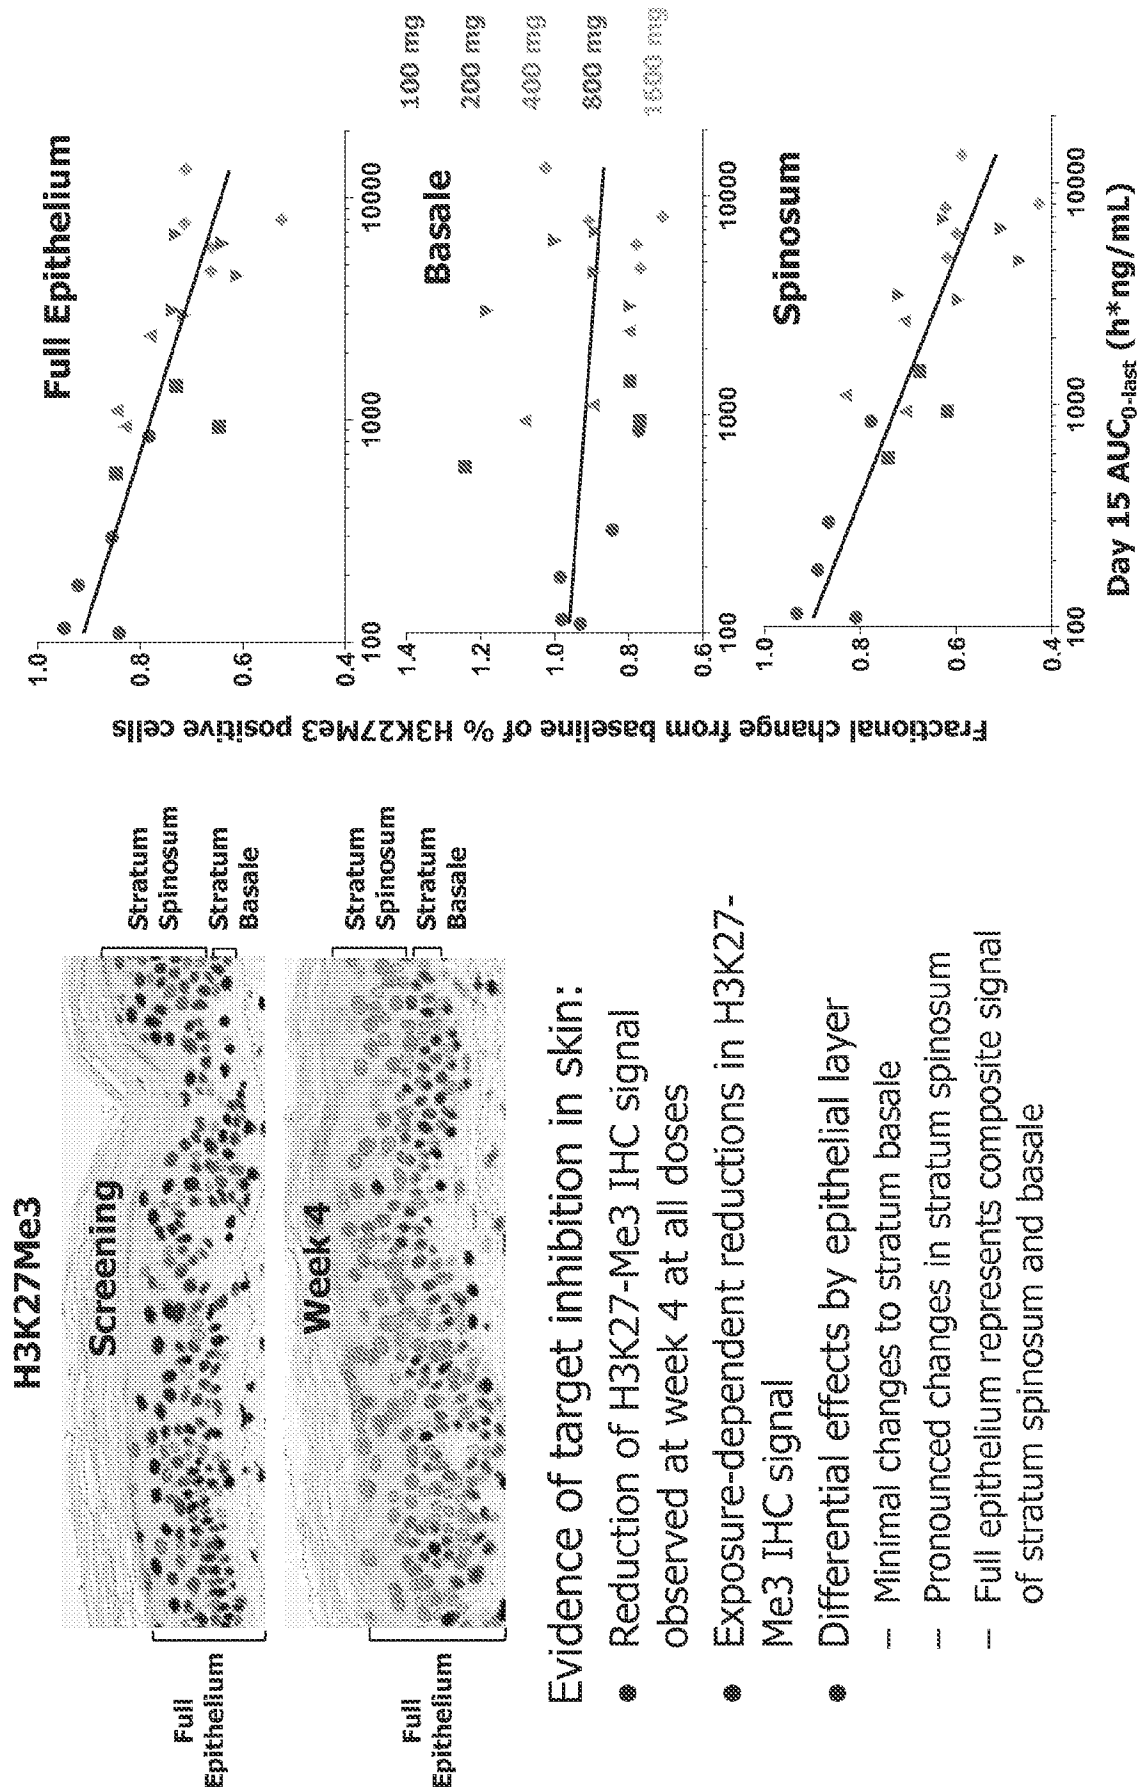 H3K27Me3
Screening
Full
Epithelium
Stratum
Spinosum
Stratum
Basale
Week 4
Full
Epithelium
Stratum
Spinosum
Stratum
Basale
Evidence of target inhibition in skin:
● Reduction of H3K27-Me3 IHC signal
observed at week 4 at all doses
● Exposure-dependent reductions in H3K27-
Me3 IHC signal
● Differential effects by epithelial layer
– Minimal changes to stratum basale
– Pronounced changes in stratum spinosum
– Full epithelium represents composite signal
of stratum spinosum and basale
Fractional change from baseline of % H3K27Me3 positive cells
Full Epithelium
1.0
0.8
0.6
0.4
100
1000
10000
Basale
1.4
1.2
1.0
0.8
0.6
100
1000
10000
100 mg
200 mg
400 mg
800 mg
1600 mg
Spinosum
1.0
0.8
0.6
0.4
100
1000
10000
Day 15 AUC0-last (h*ng/mL)